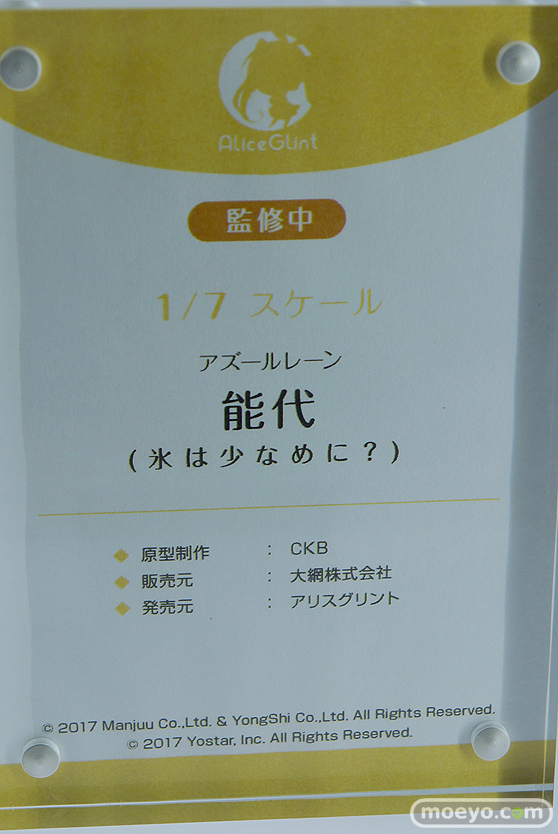 AliceGlint
監修中
1/7 スケール
アズールレーン
能代
(氷は少なめに?)
◆ 原型制作 : CKB
◆ 販売元 : 大網株式会社
◆ 発売元 : アリスグリント
© 2017 Manjuu Co.,Ltd. & YongShi Co.,Ltd. All Rights Reserved.
© 2017 Yostar, Inc. All Rights Reserved.
moeyo.com